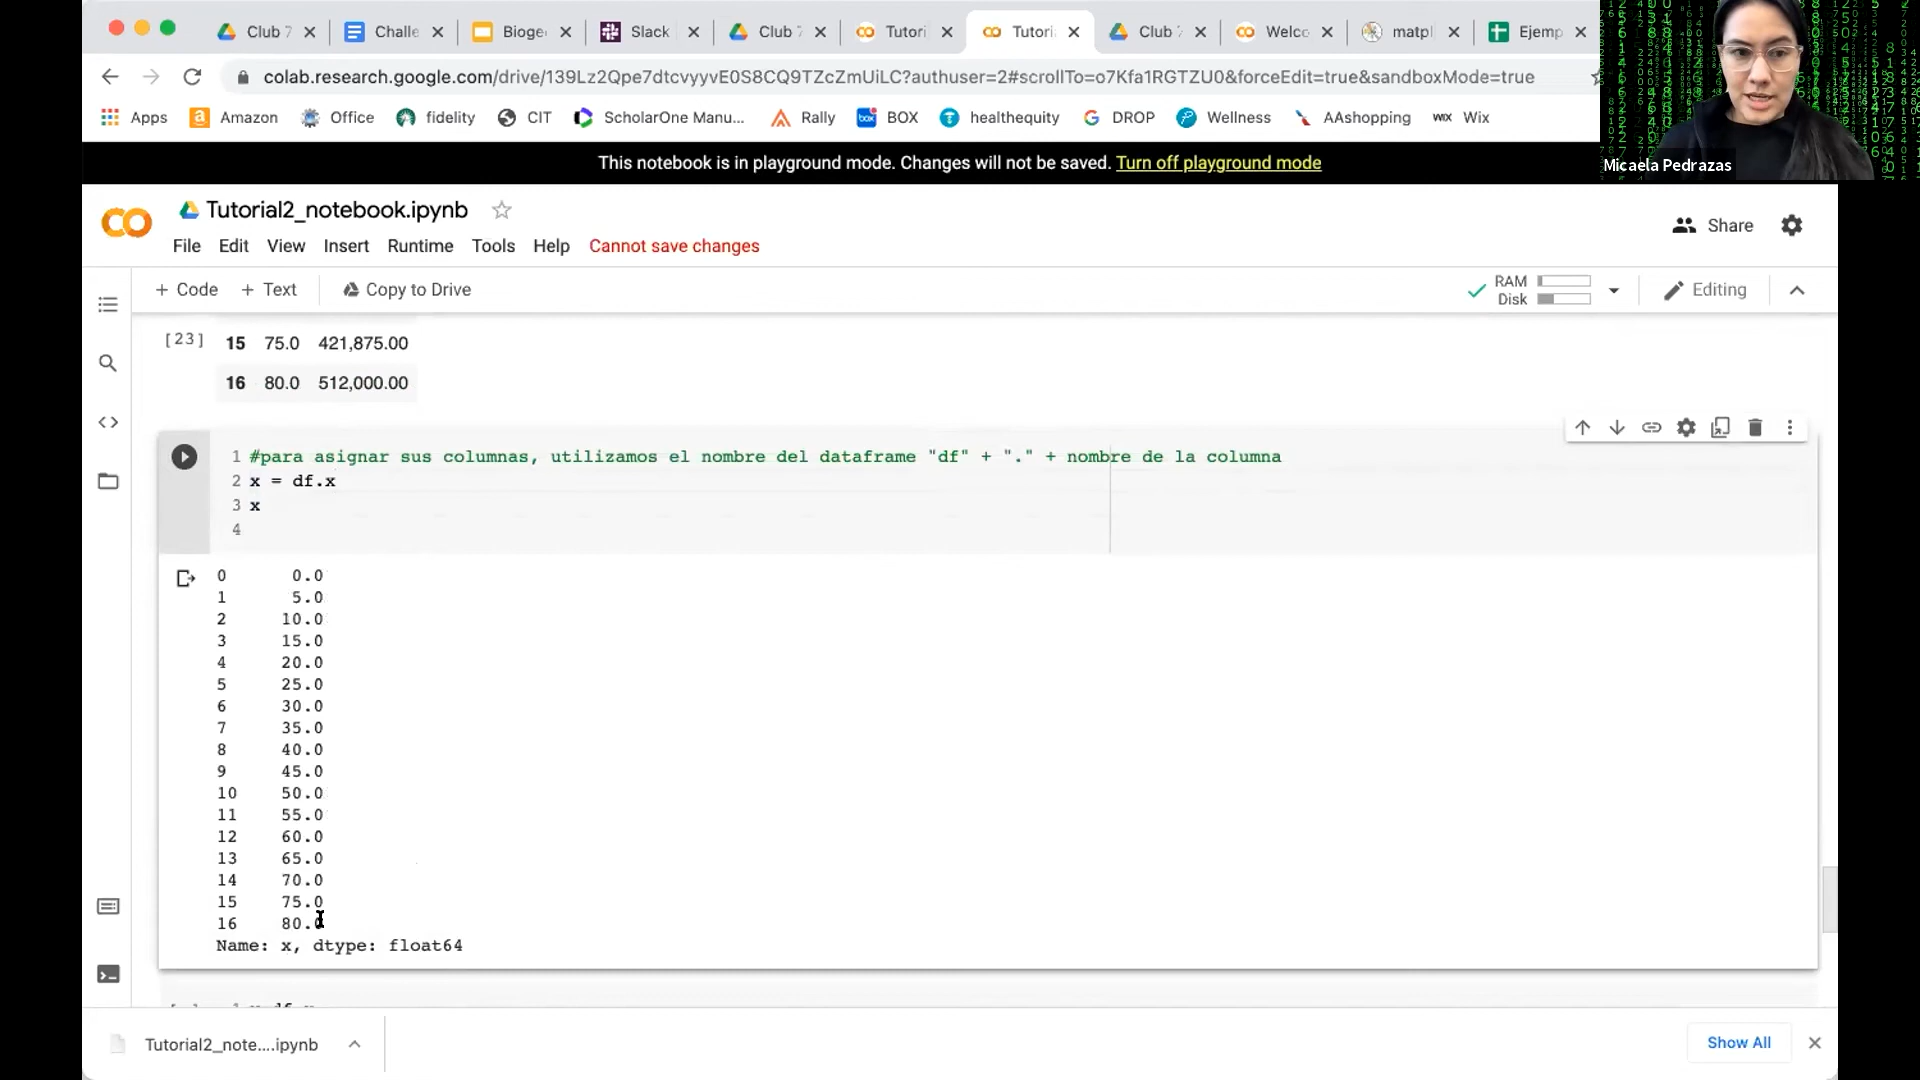 Club 7
Challe
Bioge
Slack
Club 7
Tutori
Tutori
Club 7
Welco
matpl
Ejemp
colab.research.google.com/drive/139Lz2Qpe7dtcvyyvE0S8CQ9TZcZmUiLC?authuser=2#scrollTo=o7Kfa1RGTZU0&forceEdit=true&sandboxMode=true
Apps Amazon Office fidelity CIT ScholarOne Manu... Rally BOX healthequity DROP Wellness AAshopping WIX Wix
Micaela Pedrazas
This notebook is in playground mode. Changes will not be saved. Turn off playground mode
Tutorial2_notebook.ipynb
Share
File Edit View Insert Runtime Tools Help Cannot save changes
+ Code + Text Copy to Drive
RAM
Disk
Editing
[23] 15 75.0 421,875.00
16 80.0 512,000.00
1 #para asignar sus columnas, utilizamos el nombre del dataframe "df" + "." + nombre de la columna
2 x = df.x
3 x
4
0 0.0
1 5.0
2 10.0
3 15.0
4 20.0
5 25.0
6 30.0
7 35.0
8 40.0
9 45.0
10 50.0
11 55.0
12 60.0
13 65.0
14 70.0
15 75.0
16 80.0
Name: x, dtype: float64
Tutorial2_note....ipynb
Show All